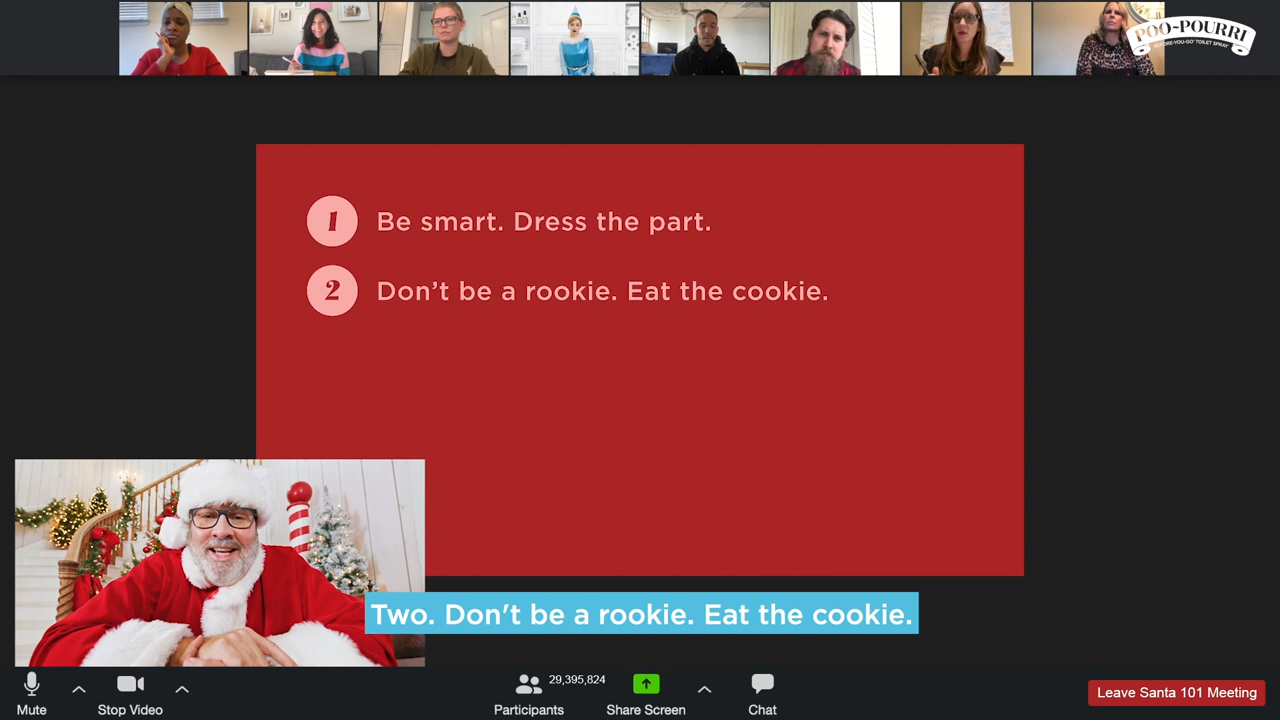 POO-POURRI
BEFORE-YOU-GO® TOILET SPRAY
1 Be smart. Dress the part.
2 Don’t be a rookie. Eat the cookie.
Two. Don't be a rookie. Eat the cookie.
Mute
Stop Video
29,395,824
Participants
Share Screen
Chat
Leave Santa 101 Meeting